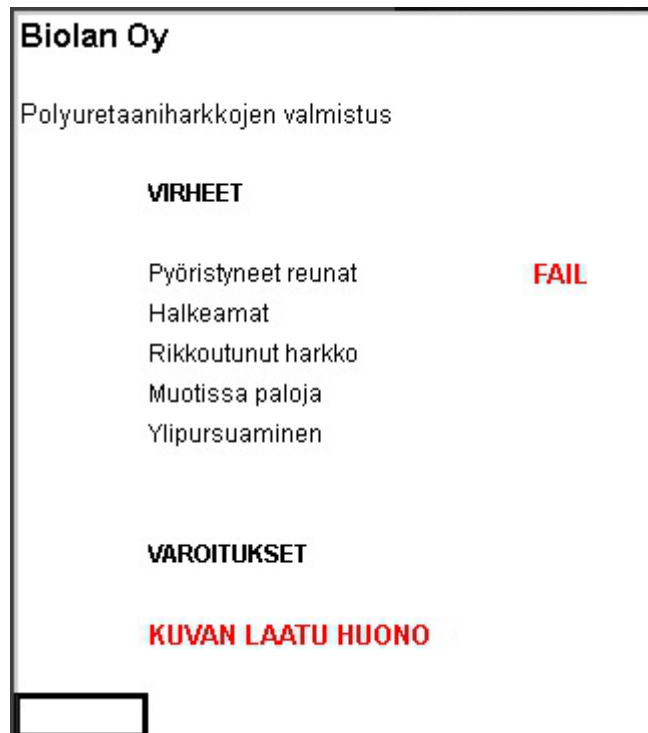 Biolan Oy
Polyuretaaniharkkojen valmistus
VIRHEET
Pyöristyneet reunat FAIL
Halkeamat
Rikkoutunut harkko
Muotissa paloja
Ylipursuaminen
VAROITUKSET
KUVAN LAATU HUONO